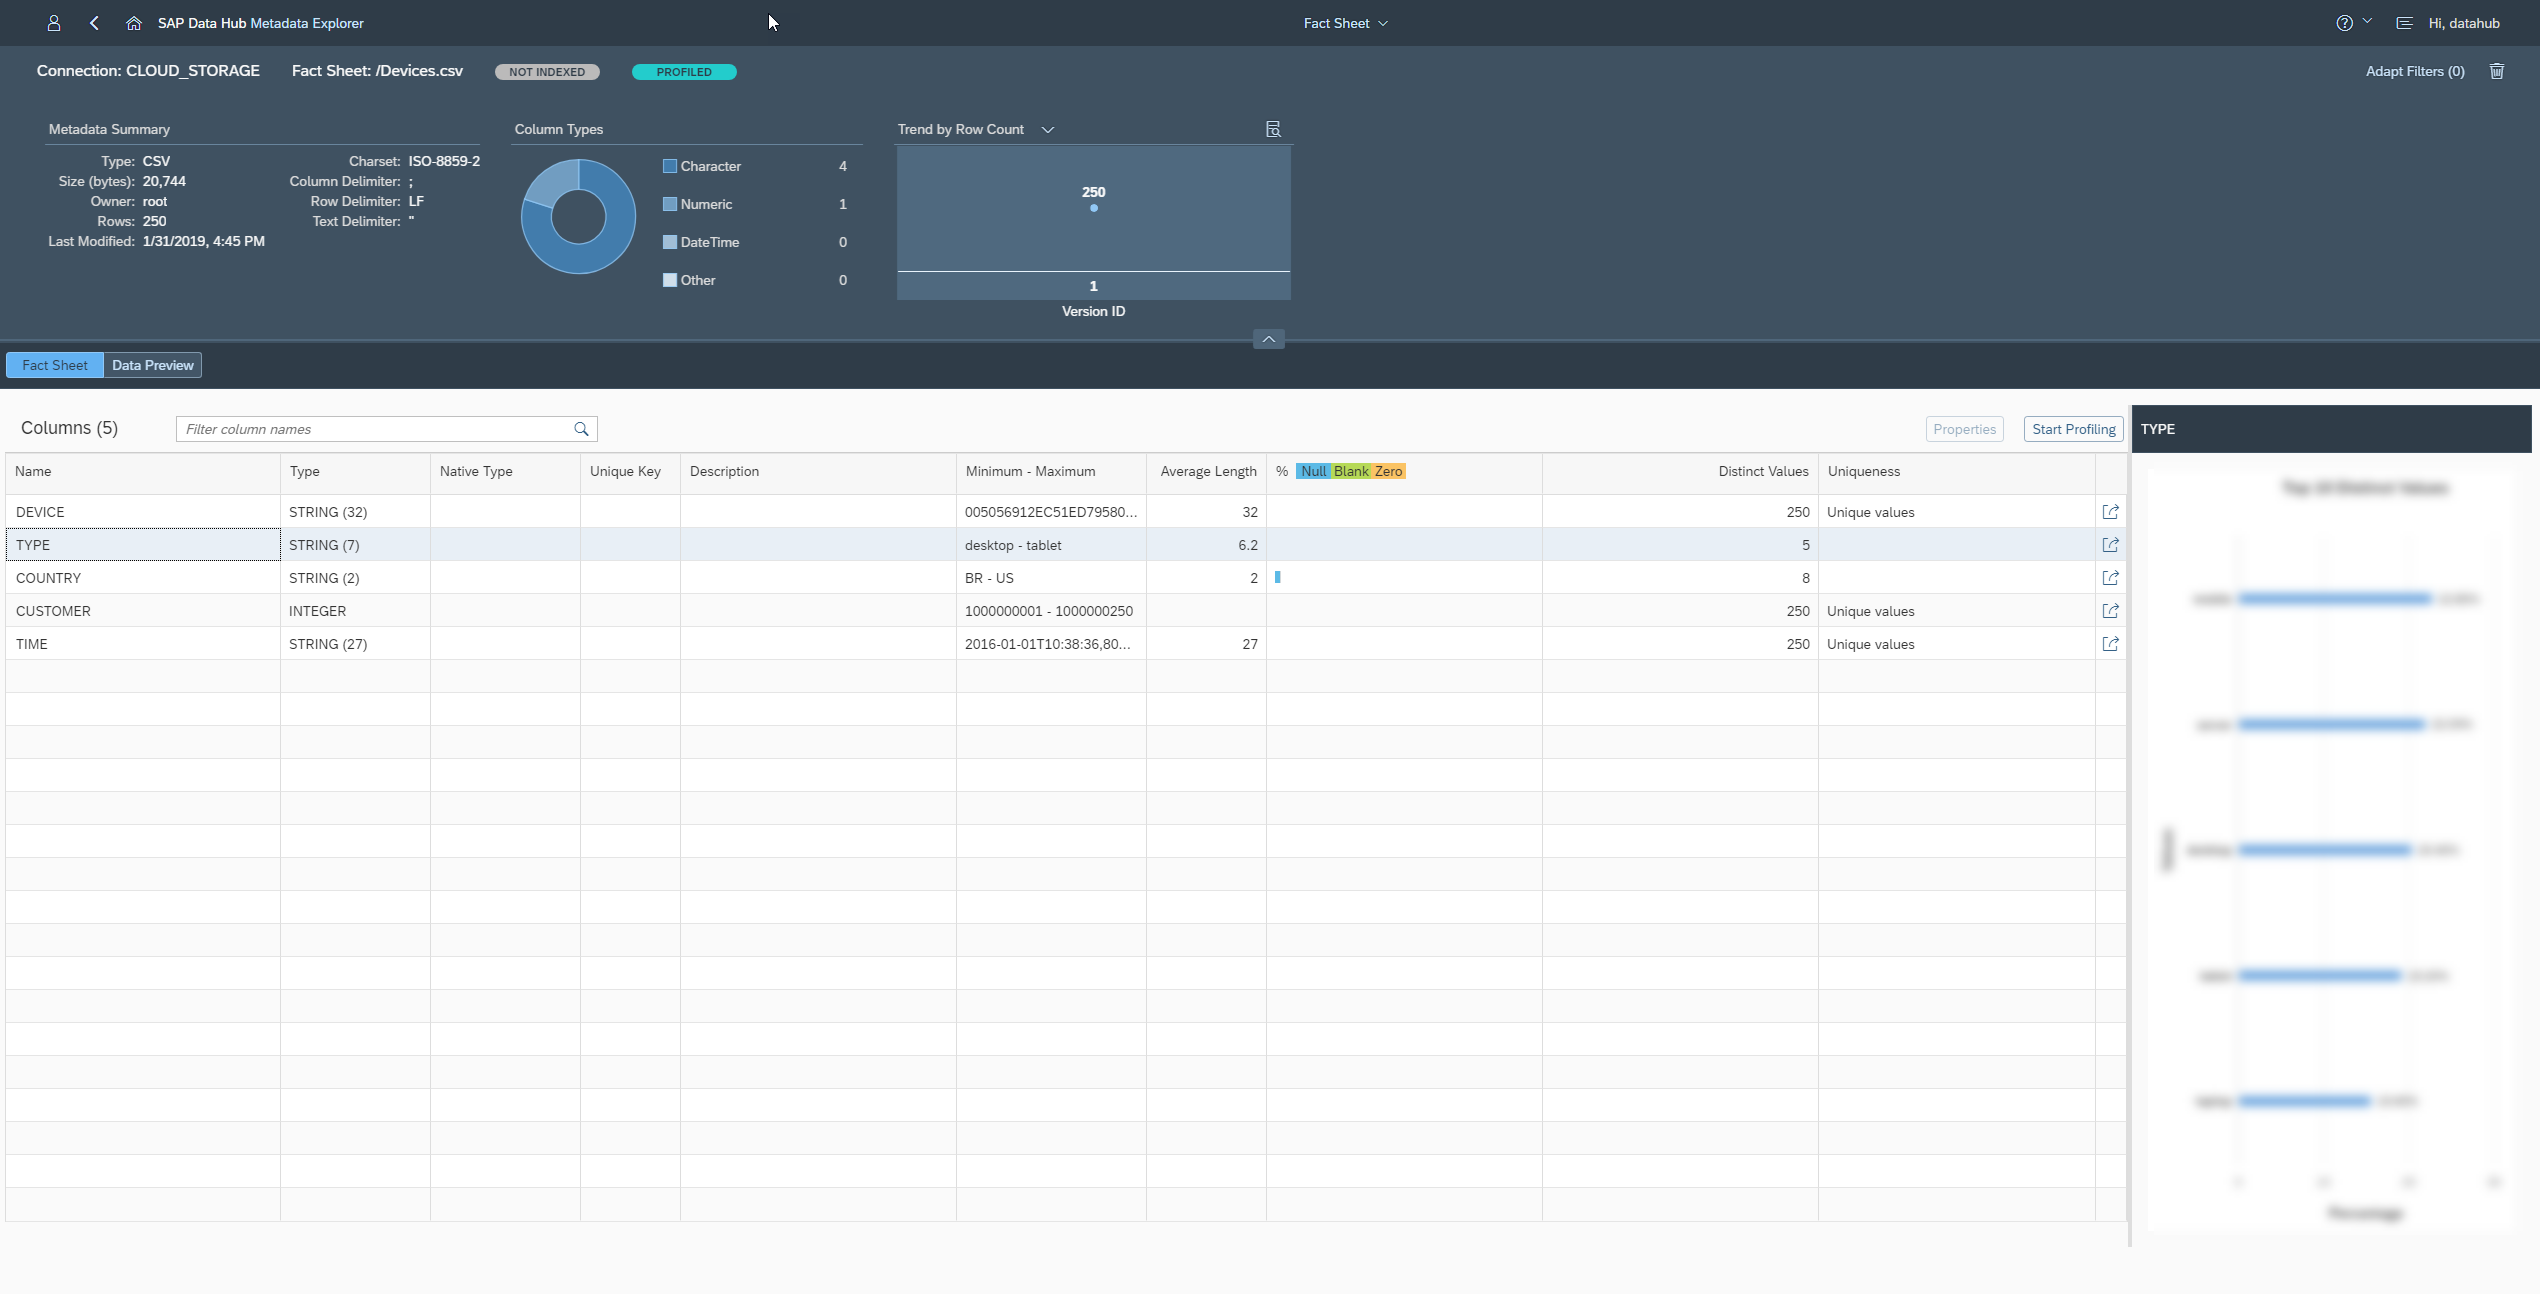 SAP Data Hub Metadata Explorer
Fact Sheet
Hi, datahub
Connection: CLOUD_STORAGE
Fact Sheet: /Devices.csv
NOT INDEXED
PROFILED
Adapt Filters (0)
Metadata Summary
Type: CSV
Size (bytes): 20,744
Owner: root
Rows: 250
Last Modified: 1/31/2019, 4:45 PM
Charset: ISO-8859-2
Column Delimiter: ;
Row Delimiter: LF
Text Delimiter: "
Column Types
Character 4
Numeric 1
DateTime 0
Other 0
Trend by Row Count
250
1
Version ID
Fact Sheet
Data Preview
Columns (5)
Filter column names
Properties
Start Profiling
Name Type Native Type Unique Key Description Minimum - Maximum Average Length % Null Blank Zero Distinct Values Uniqueness
DEVICE STRING (32) 005056912EC51ED79580... 32 250 Unique values
TYPE STRING (7) desktop - tablet 6.2 5
COUNTRY STRING (2) BR - US 2 8
CUSTOMER INTEGER 1000000001 - 1000000250 250 Unique values
TIME STRING (27) 2016-01-01T10:38:36,80... 27 250 Unique values
TYPE
Top 10 Distinct Values
Percentage